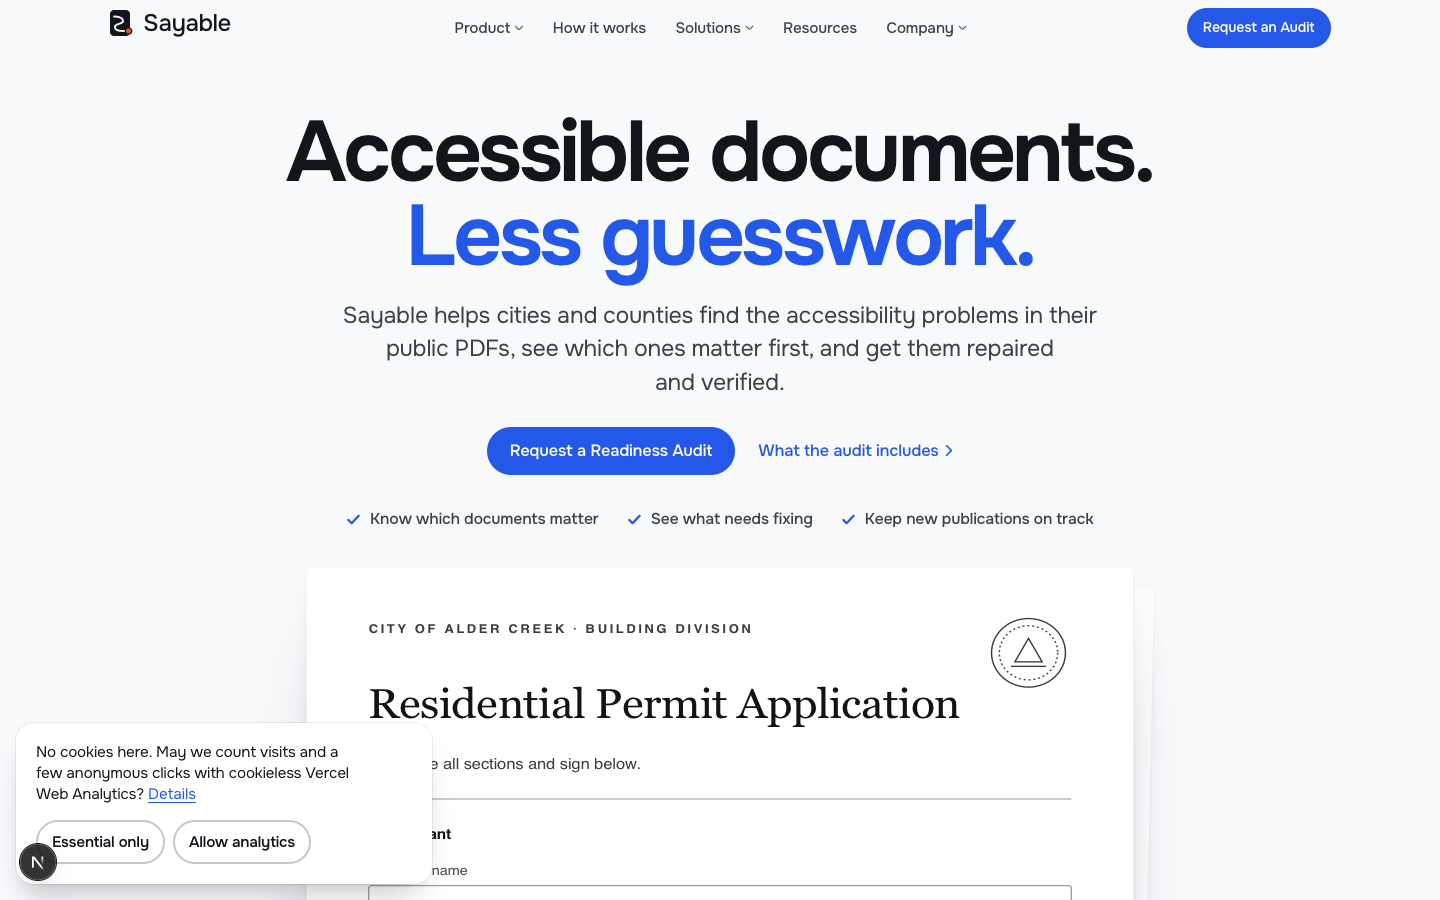 Sayable
Product
How it works
Solutions
Resources
Company
Request an Audit
Accessible documents.
Less guesswork.
Sayable helps cities and counties find the accessibility problems in their
public PDFs, see which ones matter first, and get them repaired
and verified.
Request a Readiness Audit
What the audit includes
Know which documents matter
See what needs fixing
Keep new publications on track
CITY OF ALDER CREEK · BUILDING DIVISION
Residential Permit Application
all sections and sign below.
name
No cookies here. May we count visits and a
few anonymous clicks with cookieless Vercel
Web Analytics? Details
Essential only
Allow analytics
N